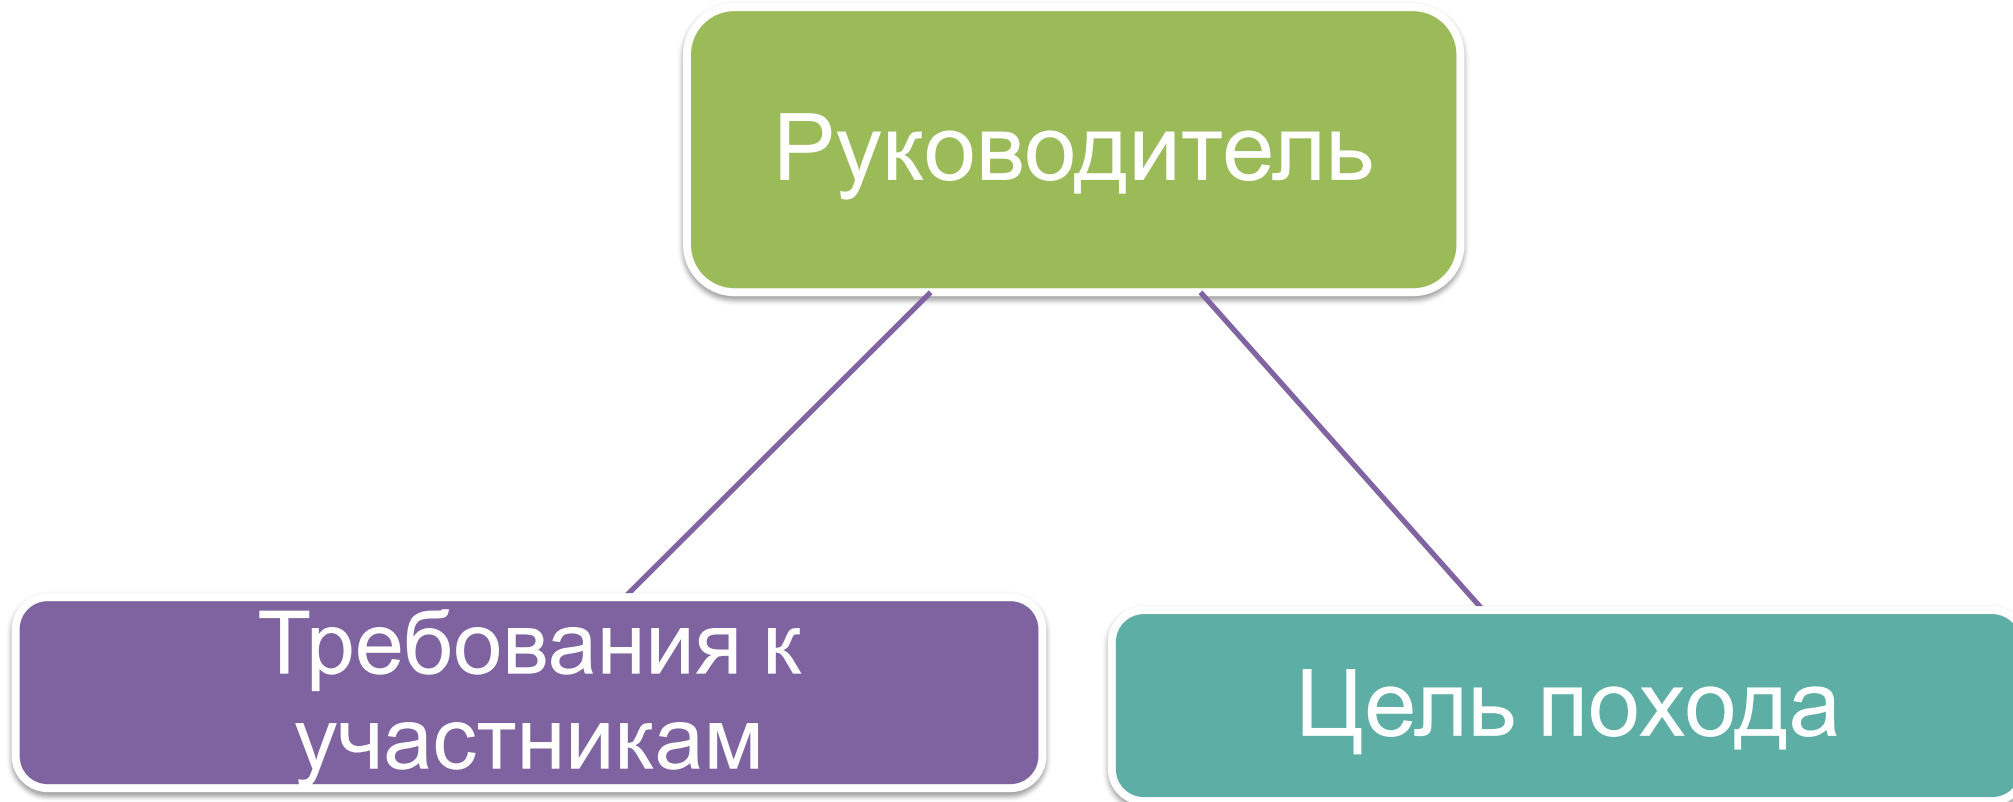 Руководитель
Требования к
участникам
Цель похода